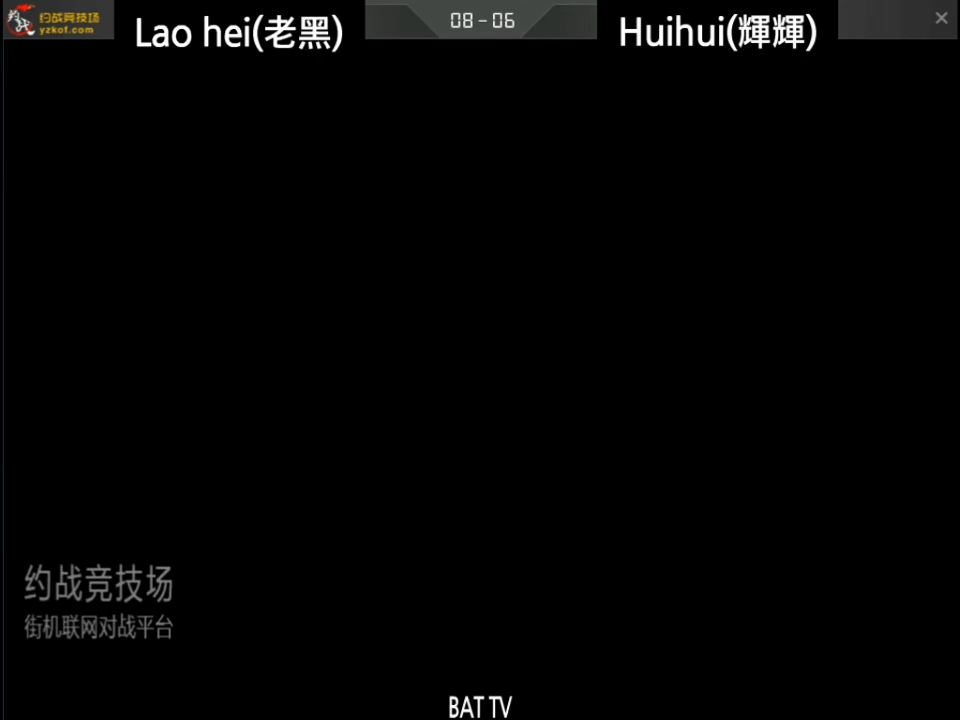 约战竞技场
yzkof.com
Lao hei(老黑)
08-06
Huihui(輝輝)
×
约战竞技场
街机联网对战平台
BAT TV